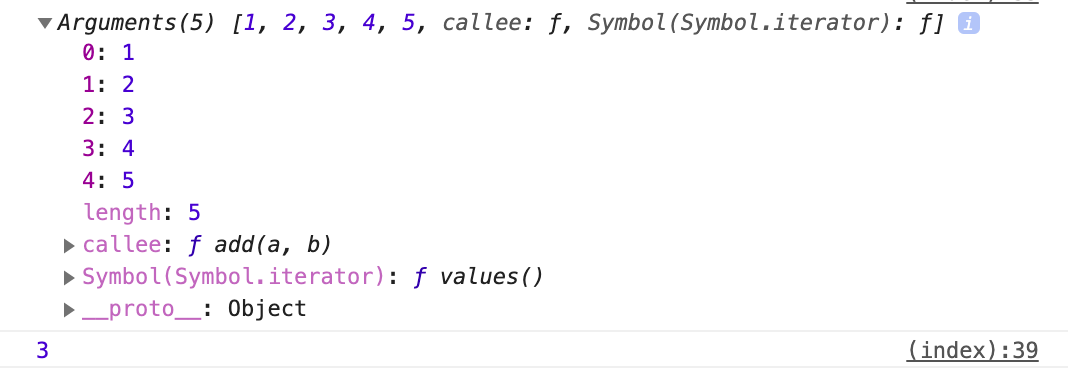 Arguments(5) [1, 2, 3, 4, 5, callee: ƒ, Symbol(Symbol.iterator): ƒ] i
0: 1
1: 2
2: 3
3: 4
4: 5
length: 5
callee: ƒ add(a, b)
Symbol(Symbol.iterator): ƒ values()
__proto__: Object
3 (index):39